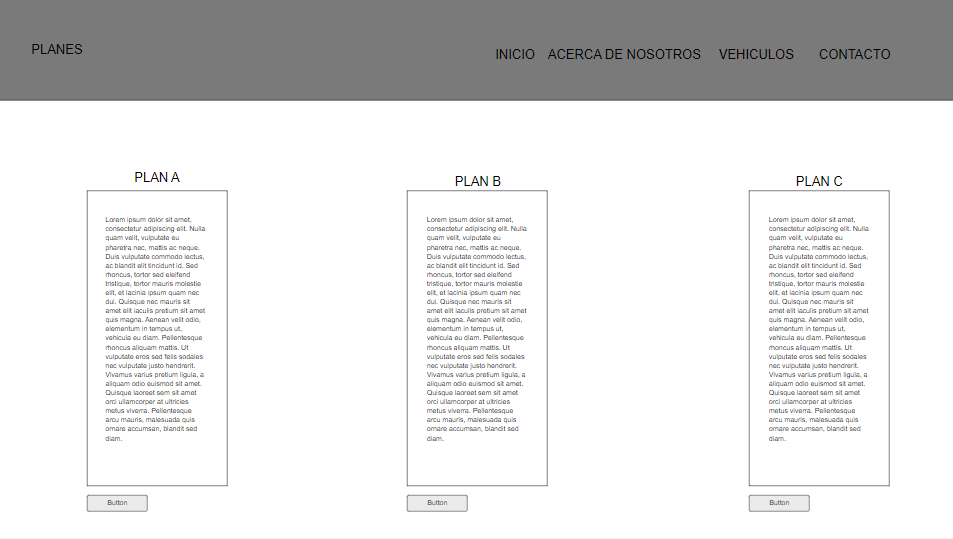 PLANES
INICIO ACERCA DE NOSOTROS VEHICULOS CONTACTO
PLAN A
Lorem ipsum dolor sit amet,
consectetur adipiscing elit. Nulla
quam velit, vulputate eu
pharetra nec, mattis ac neque.
Duis vulputate commodo lectus,
ac blandit elit tincidunt id. Sed
rhoncus, tortor sed eleifend
tristique, tortor mauris molestie
elit, et lacinia ipsum quam nec
dui. Quisque nec mauris sit
amet elit iaculis pretium sit amet
quis magna. Aenean velit odio,
elementum in tempus ut,
vehicula eu diam. Pellentesque
rhoncus aliquam mattis. Ut
vulputate eros sed felis sodales
nec vulputate justo hendrerit.
Vivamus varius pretium ligula, a
aliquam odio euismod sit amet.
Quisque laoreet sem sit amet
orci ullamcorper at ultricies
metus viverra. Pellentesque
arcu mauris, malesuada quis
ornare accumsan, blandit sed
diam.
Button
PLAN B
Lorem ipsum dolor sit amet,
consectetur adipiscing elit. Nulla
quam velit, vulputate eu
pharetra nec, mattis ac neque.
Duis vulputate commodo lectus,
ac blandit elit tincidunt id. Sed
rhoncus, tortor sed eleifend
tristique, tortor mauris molestie
elit, et lacinia ipsum quam nec
dui. Quisque nec mauris sit
amet elit iaculis pretium sit amet
quis magna. Aenean velit odio,
elementum in tempus ut,
vehicula eu diam. Pellentesque
rhoncus aliquam mattis. Ut
vulputate eros sed felis sodales
nec vulputate justo hendrerit.
Vivamus varius pretium ligula, a
aliquam odio euismod sit amet.
Quisque laoreet sem sit amet
orci ullamcorper at ultricies
metus viverra. Pellentesque
arcu mauris, malesuada quis
ornare accumsan, blandit sed
diam.
Button
PLAN C
Lorem ipsum dolor sit amet,
consectetur adipiscing elit. Nulla
quam velit, vulputate eu
pharetra nec, mattis ac neque.
Duis vulputate commodo lectus,
ac blandit elit tincidunt id. Sed
rhoncus, tortor sed eleifend
tristique, tortor mauris molestie
elit, et lacinia ipsum quam nec
dui. Quisque nec mauris sit
amet elit iaculis pretium sit amet
quis magna. Aenean velit odio,
elementum in tempus ut,
vehicula eu diam. Pellentesque
rhoncus aliquam mattis. Ut
vulputate eros sed felis sodales
nec vulputate justo hendrerit.
Vivamus varius pretium ligula, a
aliquam odio euismod sit amet.
Quisque laoreet sem sit amet
orci ullamcorper at ultricies
metus viverra. Pellentesque
arcu mauris, malesuada quis
ornare accumsan, blandit sed
diam.
Button